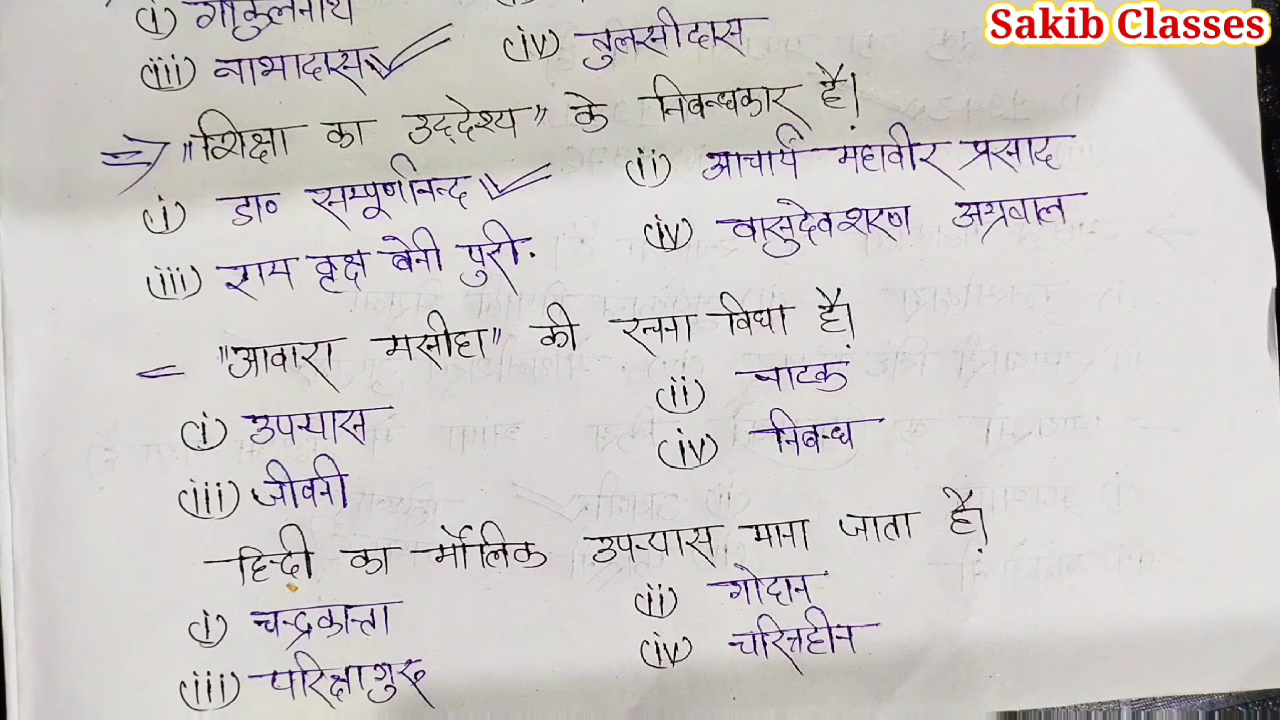 Sakib Classes
(i) गोकुलनाथ
(iii) नाभादास (iv) तुलसीदास
⇒ "शिक्षा का उद्देश्य" के निबन्धकार है।
(i) डा० सम्पूर्णानन्द (ii) आचार्य महावीर प्रसाद
(iii) राम वृक्ष बेनी पुरी. (iv) वासुदेवशरण अग्रवाल
= "आवारा मसीहा" की रचना विधा है।
(i) उपन्यास (ii) नाटक
(iii) जीवनी (iv) निबन्ध
हिन्दी का मौलिक उपन्यास माना जाता है।
(i) चन्द्रकान्ता (ii) गोदान
(iii) परिक्षागुरु (iv) चरित्रहीन